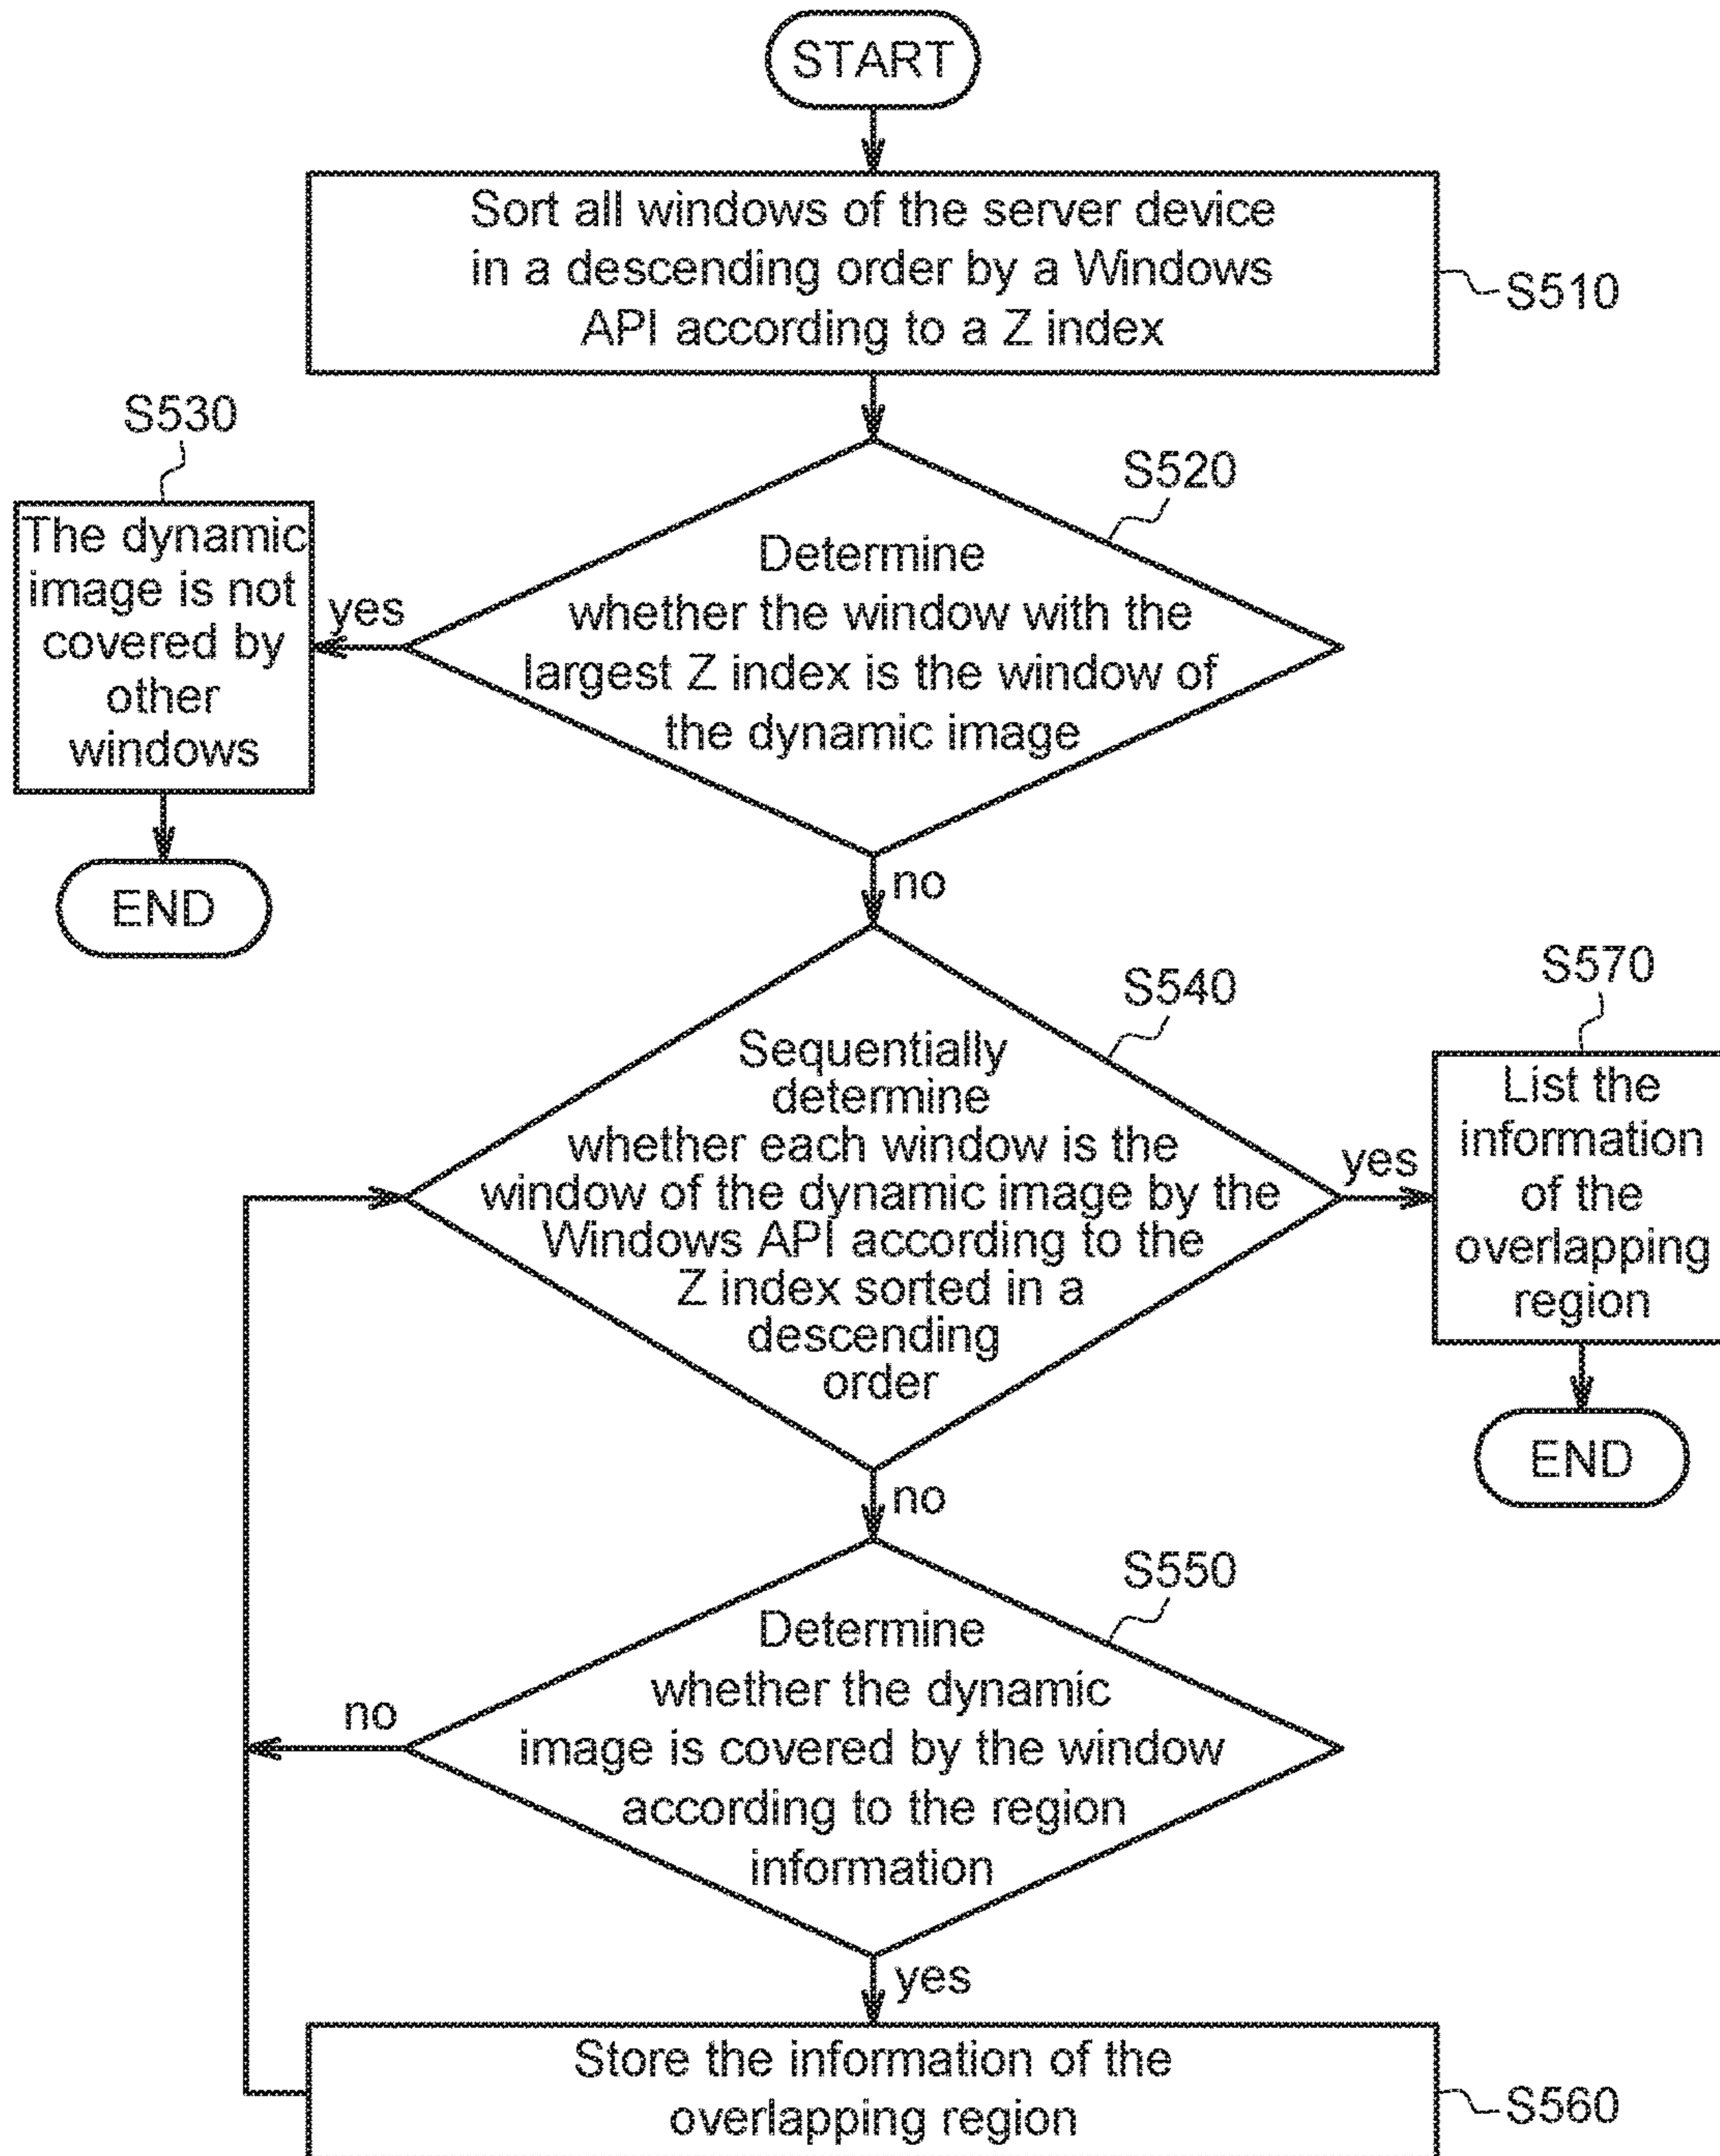 START
Sort all windows of the server device
in a descending order by a Windows
API according to a Z index
S510
S530
S520
The dynamic
image is not
covered by
other
windows
yes
Determine
whether the window with the
largest Z index is the window of
the dynamic image
END
no
S540
S570
Sequentially
determine
whether each window is the
window of the dynamic image by the
Windows API according to the
Z index sorted in a
descending
order
yes
List the
information
of the
overlapping
region
END
no
S550
Determine
whether the dynamic
image is covered by the window
according to the region
information
no
yes
Store the information of the
overlapping region
S560